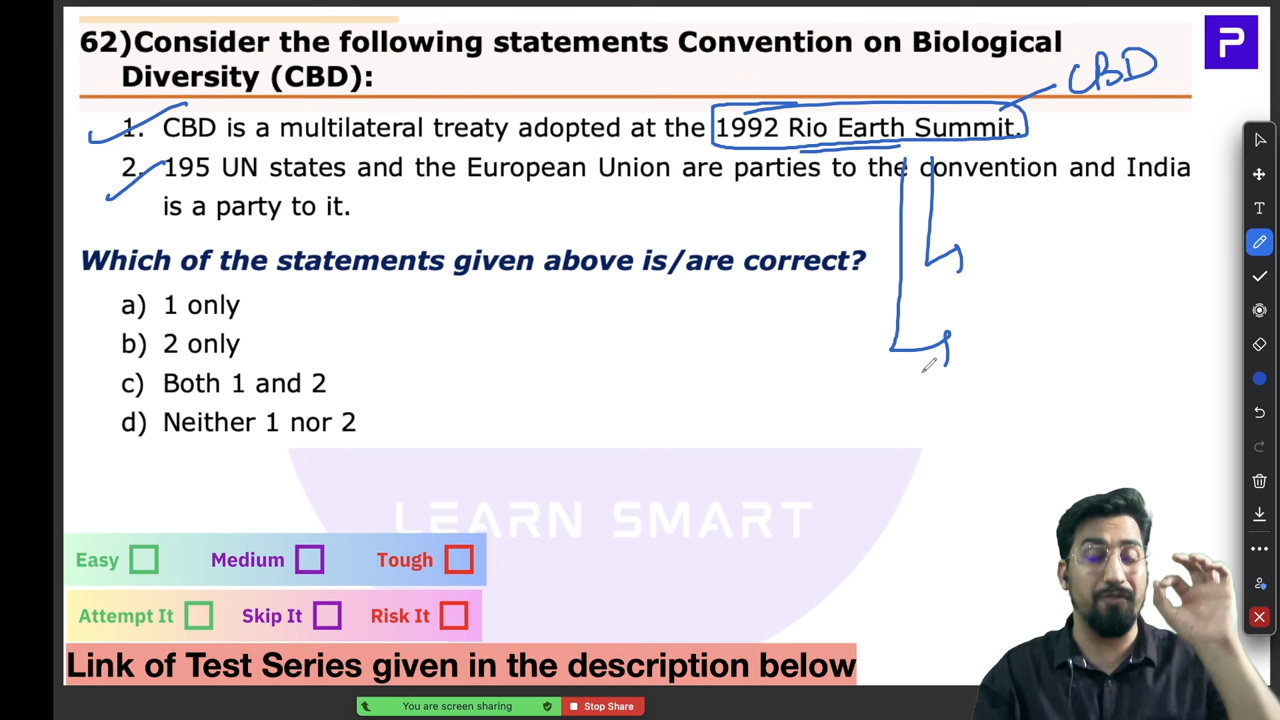 62)Consider the following statements Convention on Biological
Diversity (CBD):
CBD
1. CBD is a multilateral treaty adopted at the 1992 Rio Earth Summit.
2. 195 UN states and the European Union are parties to the convention and India
is a party to it.
Which of the statements given above is/are correct?
a) 1 only
b) 2 only
c) Both 1 and 2
d) Neither 1 nor 2
LEARN SMART
Easy Medium Tough
Attempt It Skip It Risk It
Link of Test Series given in the description below
You are screen sharing Stop Share
P
T